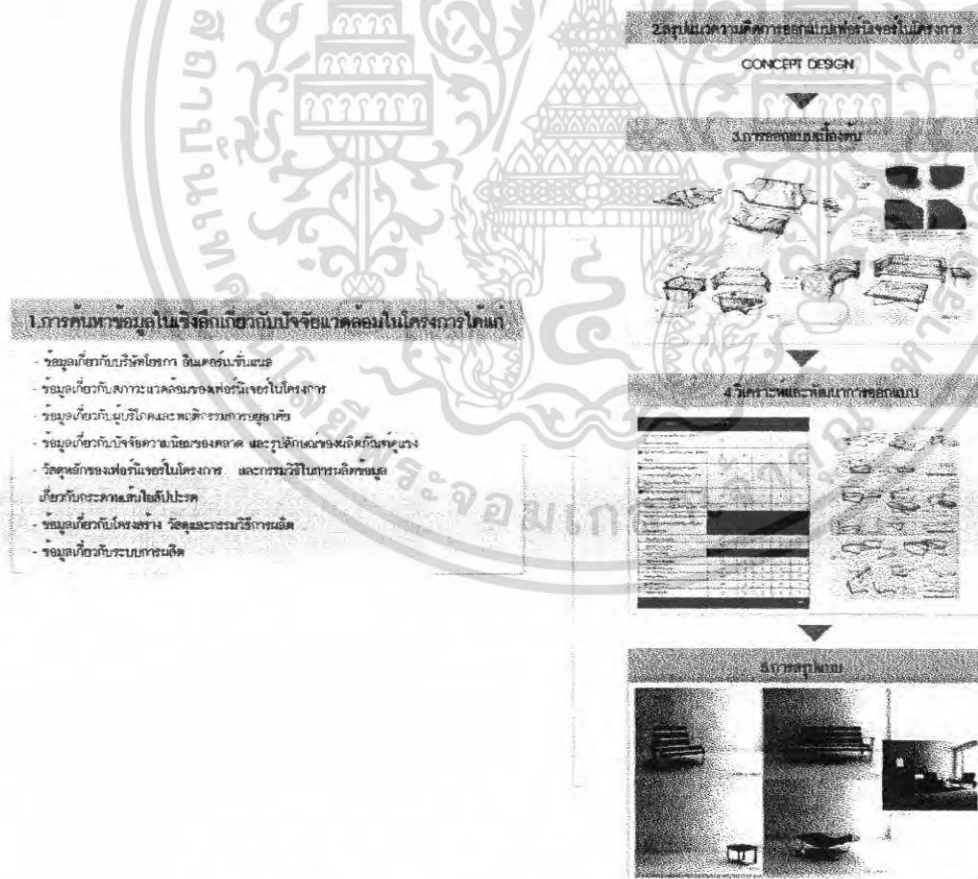 1.การค้นหาข้อมูลในเชิงลึกเกี่ยวกับปัจจัยแวดล้อมในโครงการได้แก่
- ข้อมูลเกี่ยวกับบริษัทโยธกา อินเตอร์เนชั่นแนล
- ข้อมูลเกี่ยวกับสภาวะแวดล้อมของเฟอร์นิเจอร์ในโครงการ
- ข้อมูลเกี่ยวกับผู้บริโภคและพฤติกรรมการอยู่อาศัย
- ข้อมูลเกี่ยวกับปัจจัยความนิยมของตลาด และรูปลักษณ์ของผลิตภัณฑ์คู่แข่ง
- วัสดุหลักของเฟอร์นิเจอร์ในโครงการ และกรรมวิธีในการผลิตข้อมูล
เกี่ยวกับกระดาษเส้นใยสับปะรด
- ข้อมูลเกี่ยวกับโครงสร้าง วัสดุและกรรมวิธีการผลิต
- ข้อมูลเกี่ยวกับระบบการผลิต
2.สรุปแนวความคิดการออกแบบเฟอร์นิเจอร์ในโครงการ
CONCEPT DESIGN
3.การออกแบบเบื้องต้น
4.วิเคราะห์และพัฒนาการออกแบบ
5.การสรุปแบบ